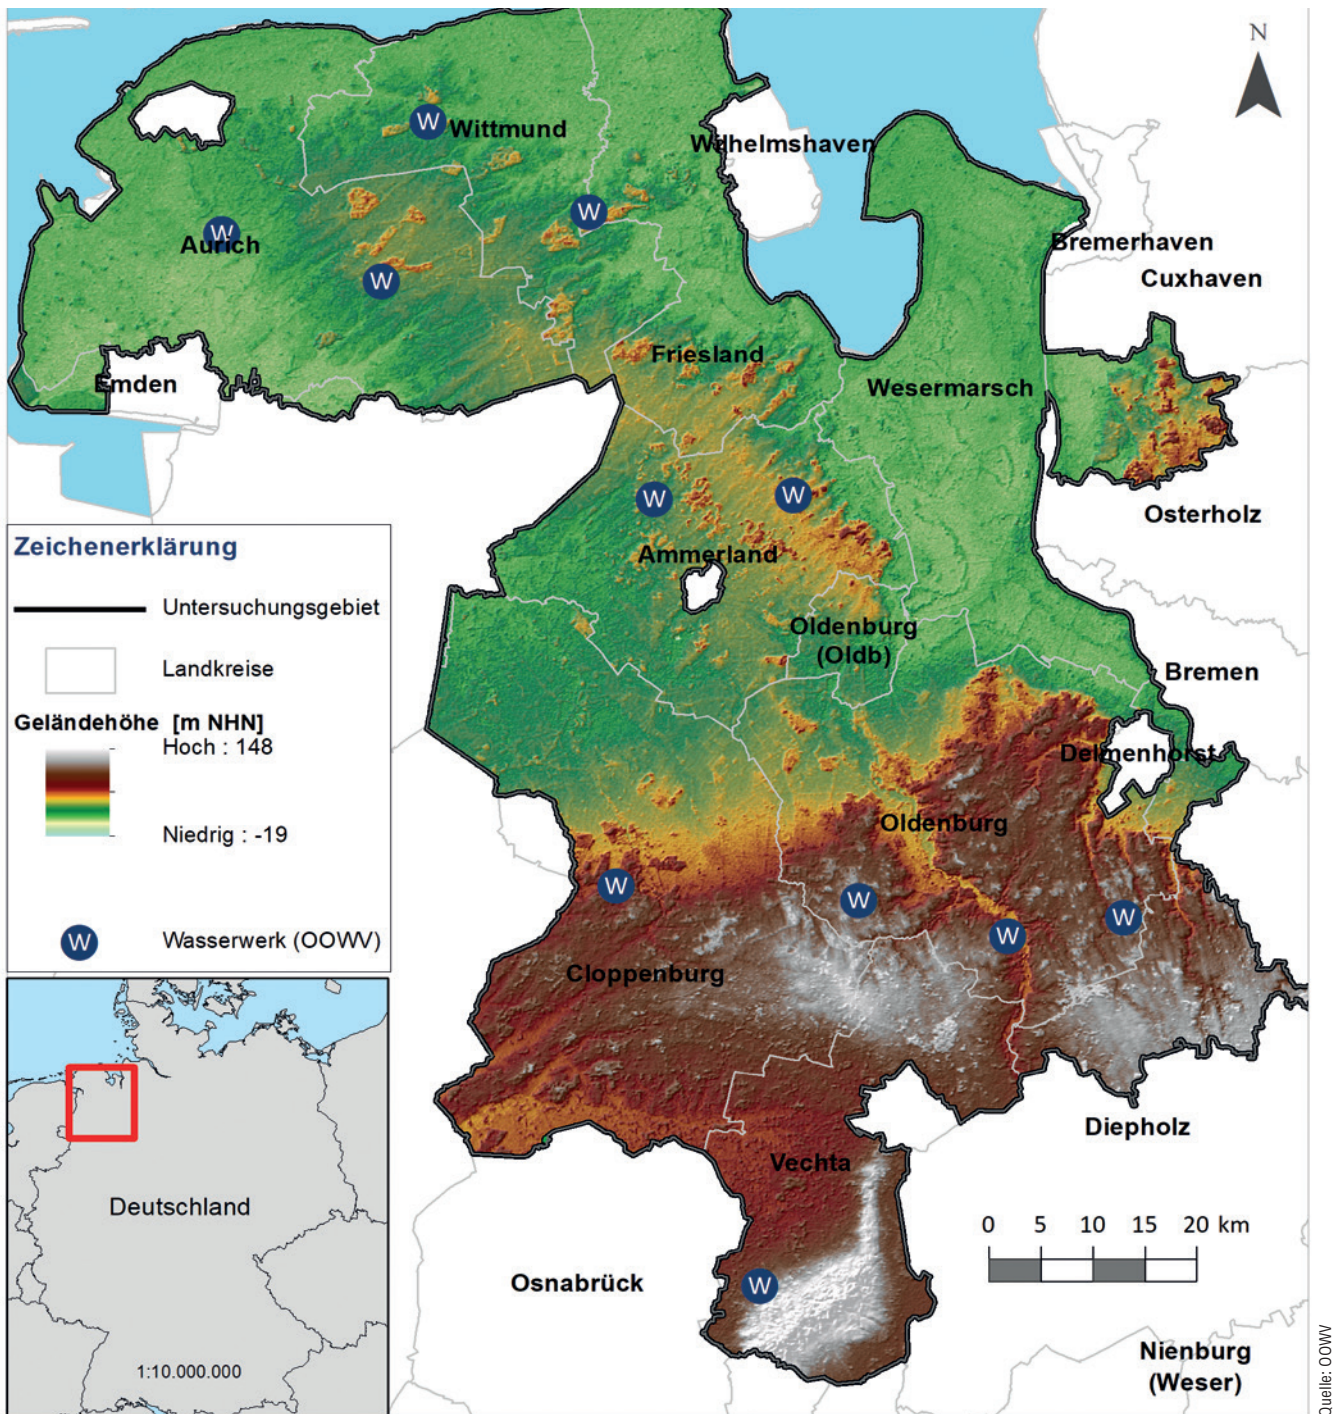 N
W
Wittmund
Wilhelmshaven
W
W
Aurich
Bremerhaven
W
Cuxhaven
Friesland
Emden
Wesermarsch
W
W
Osterholz
Zeichenerklärung
Ammerland
Untersuchungsgebiet
Oldenburg
(Oldb)
Landkreise
Bremen
Geländehöhe [m NHN]
Hoch : 148
Delmenhorst
Niedrig : -19
Oldenburg
W
W
W
W
W
Wasserwerk (OOWV)
Cloppenburg
Diepholz
Vechta
Deutschland
0 5 10 15 20 km
Osnabrück
W
Nienburg
(Weser)
1:10.000.000
Quelle: OOWV